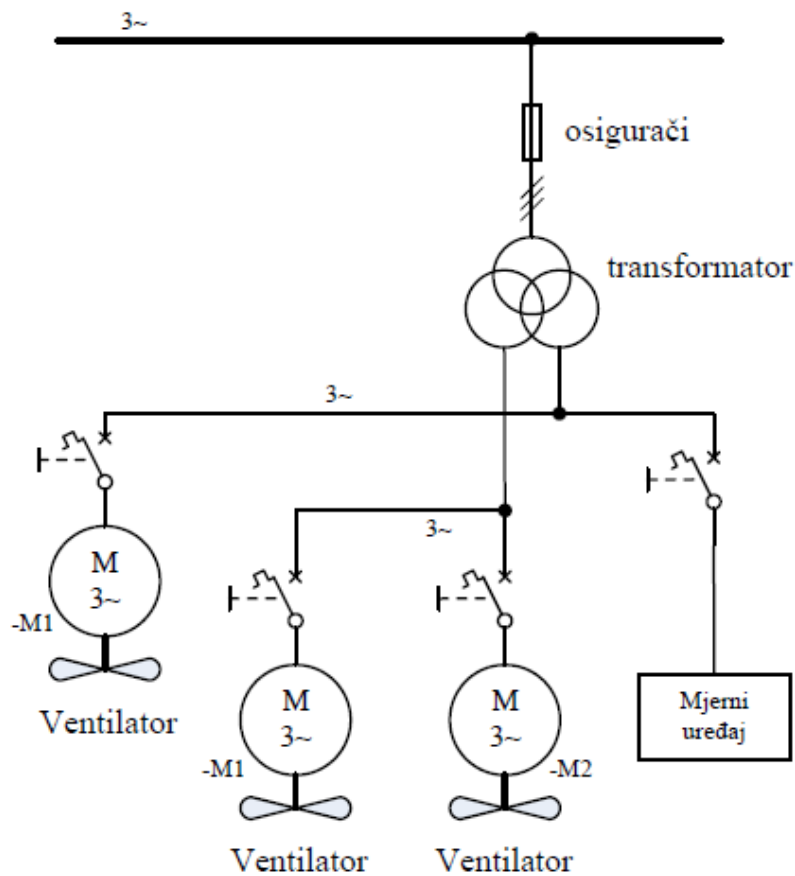 3~
osigurači
transformator
3~
M
3~
-M1
Ventilator
3~
M
3~
-M1
Ventilator
M
3~
-M2
Ventilator
Mjerni
uređaj